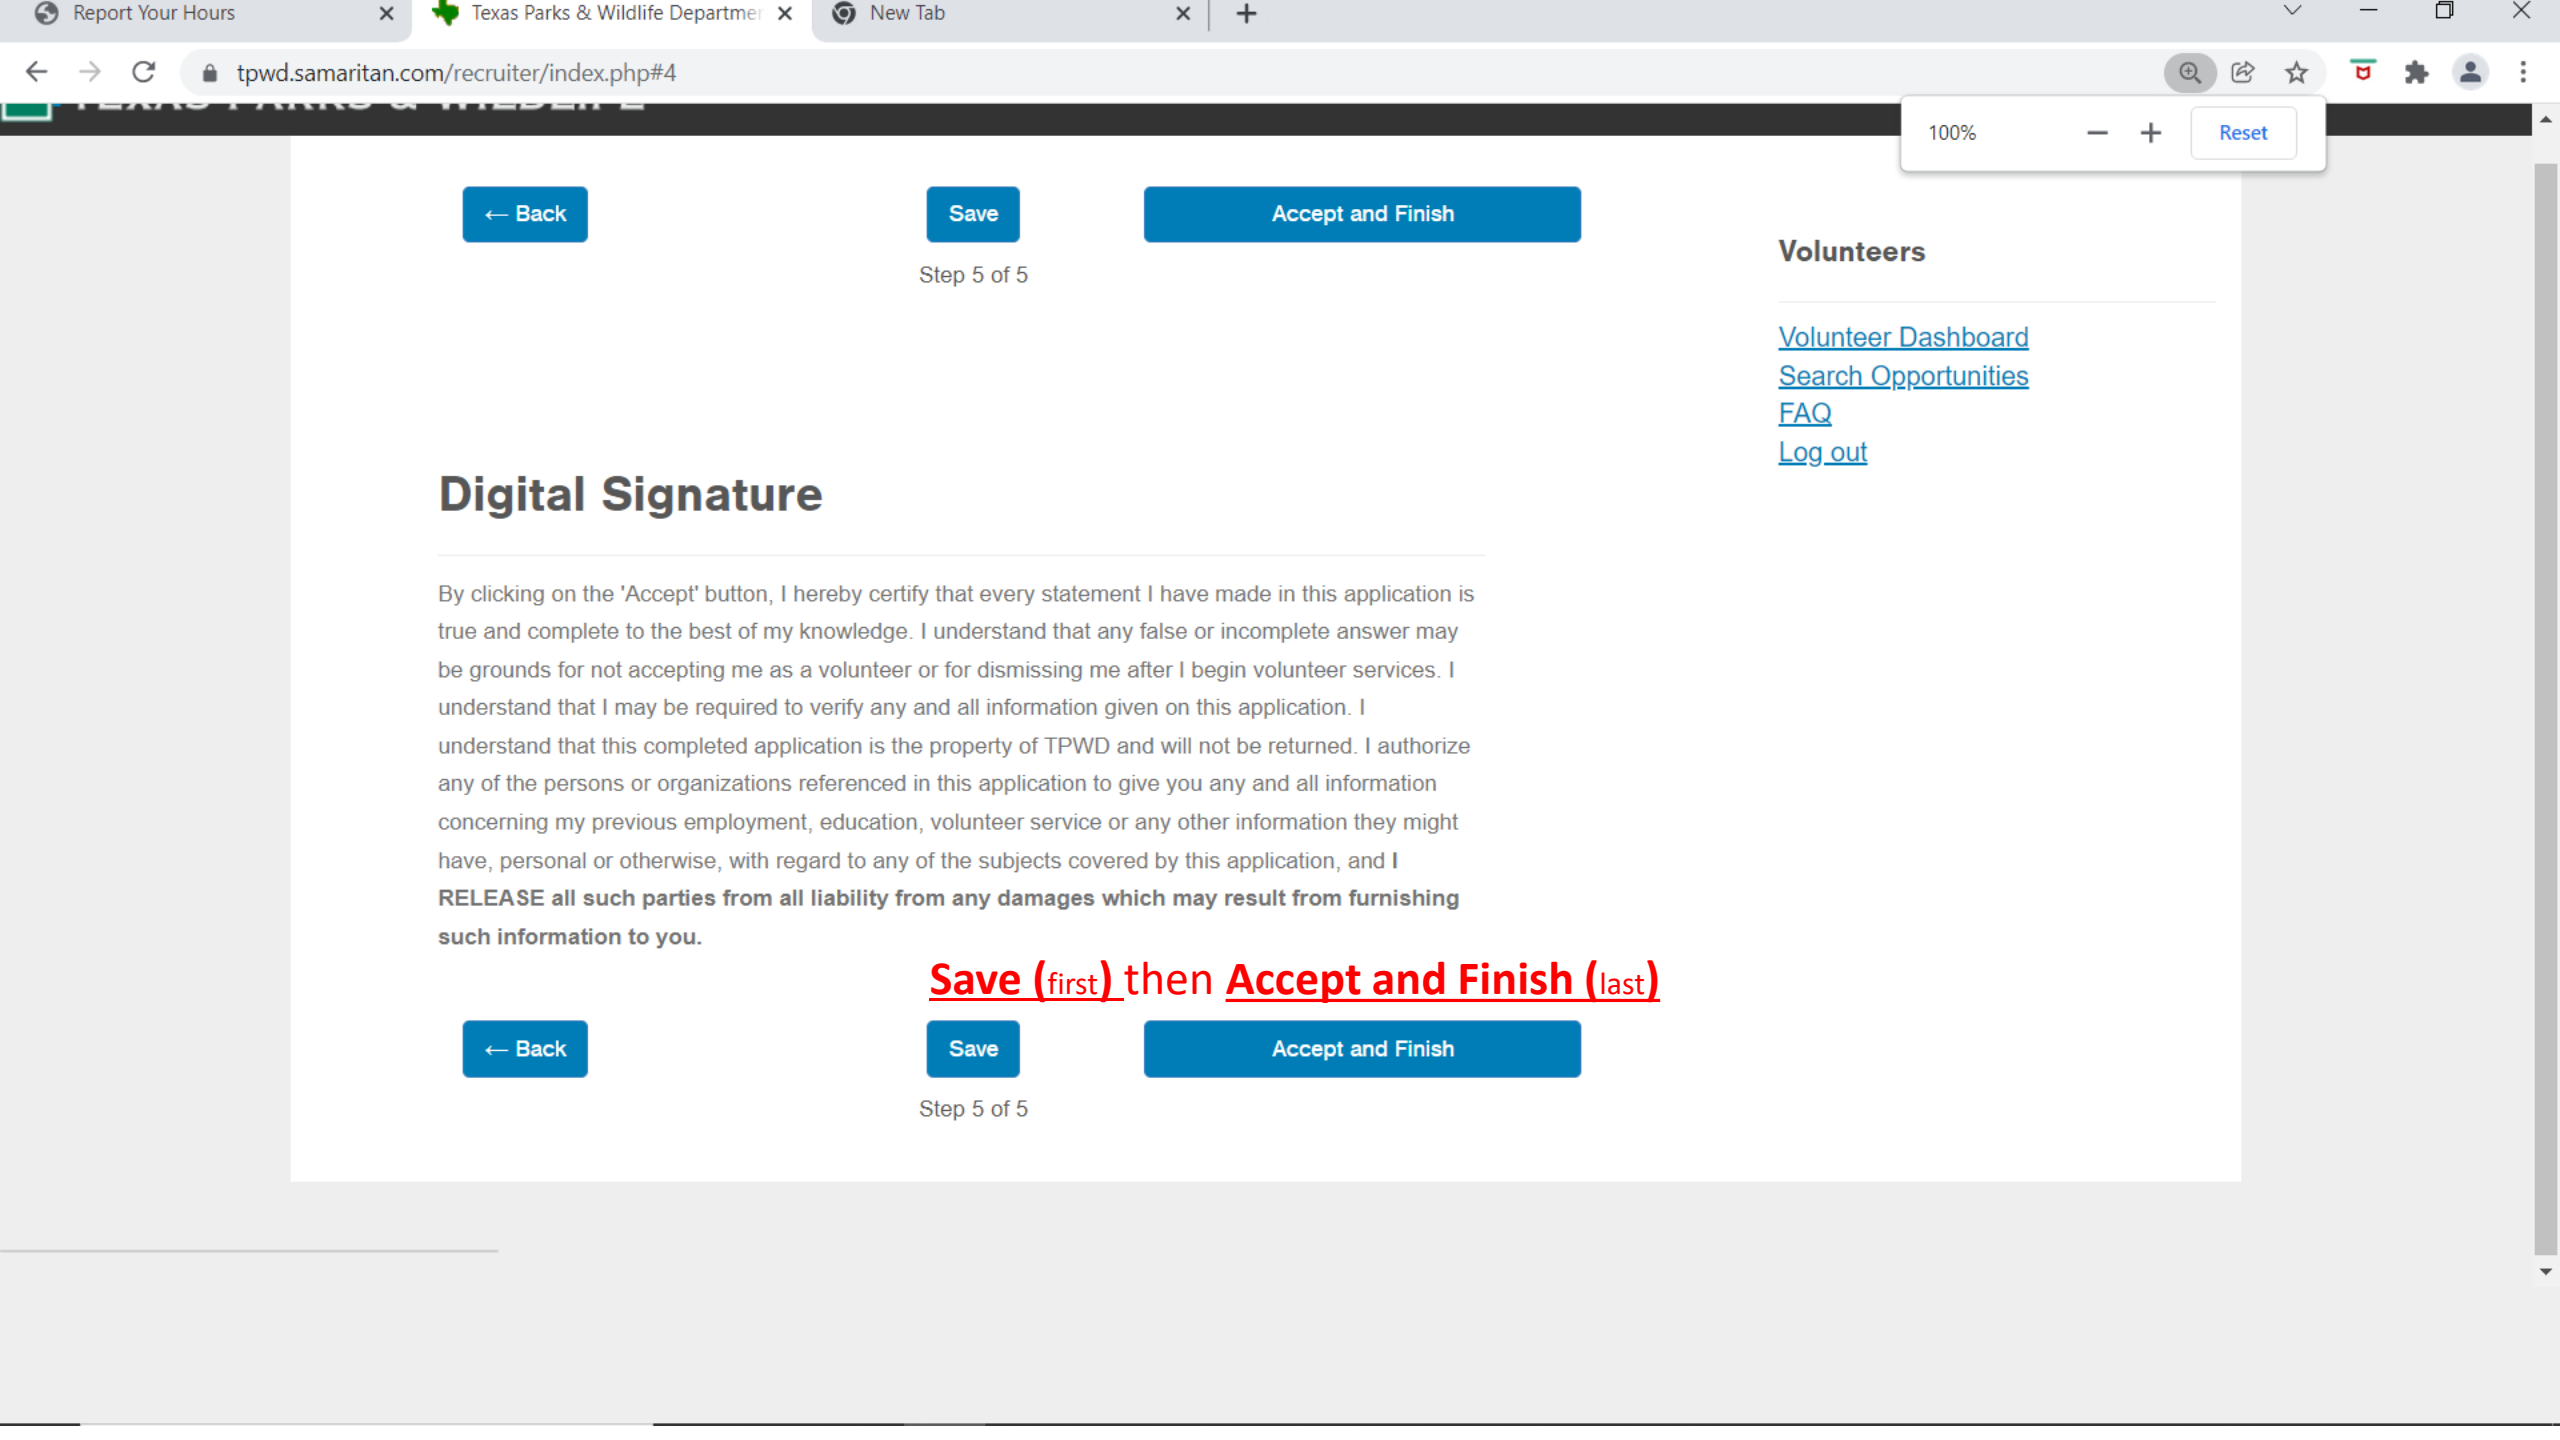 Report Your Hours
Texas Parks & Wildlife Departmer
New Tab
tpwd.samaritan.com/recruiter/index.php#4
TEXAS PARKS & WILDLIFE
100%
Reset
← Back
Save
Accept and Finish
Step 5 of 5
Volunteers
Volunteer Dashboard
Search Opportunities
FAQ
Log out
Digital Signature
By clicking on the 'Accept' button, I hereby certify that every statement I have made in this application is
true and complete to the best of my knowledge. I understand that any false or incomplete answer may
be grounds for not accepting me as a volunteer or for dismissing me after I begin volunteer services. I
understand that I may be required to verify any and all information given on this application. I
understand that this completed application is the property of TPWD and will not be returned. I authorize
any of the persons or organizations referenced in this application to give you any and all information
concerning my previous employment, education, volunteer service or any other information they might
have, personal or otherwise, with regard to any of the subjects covered by this application, and I
RELEASE all such parties from all liability from any damages which may result from furnishing
such information to you.
Save (first) then Accept and Finish (last)
← Back
Save
Accept and Finish
Step 5 of 5